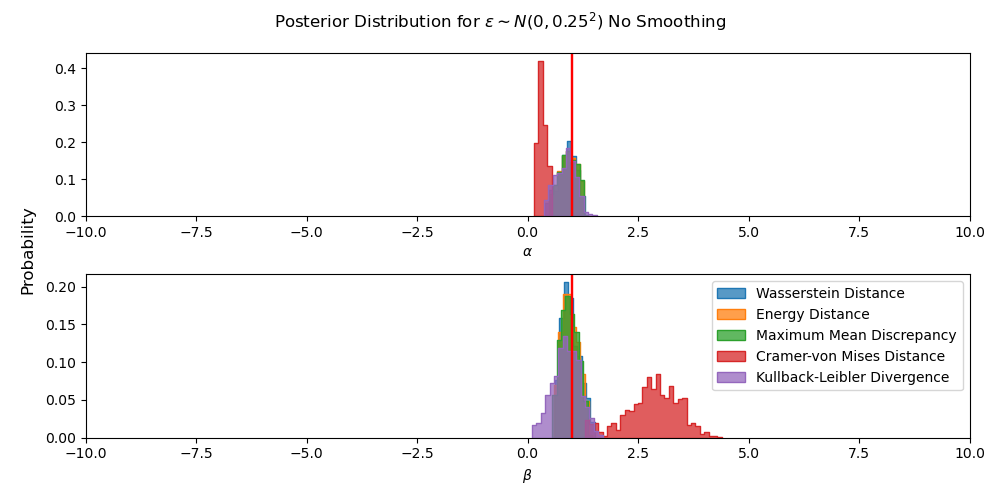 Posterior Distribution for ε ∼ N(0, 0.25²) No Smoothing
0.4
0.3
0.2
0.1
0.0
−10.0 −7.5 −5.0 −2.5 0.0 2.5 5.0 7.5 10.0
α
Probability
0.20
0.15
0.10
0.05
0.00
Wasserstein Distance
Energy Distance
Maximum Mean Discrepancy
Cramer-von Mises Distance
Kullback-Leibler Divergence
−10.0 −7.5 −5.0 −2.5 0.0 2.5 5.0 7.5 10.0
β